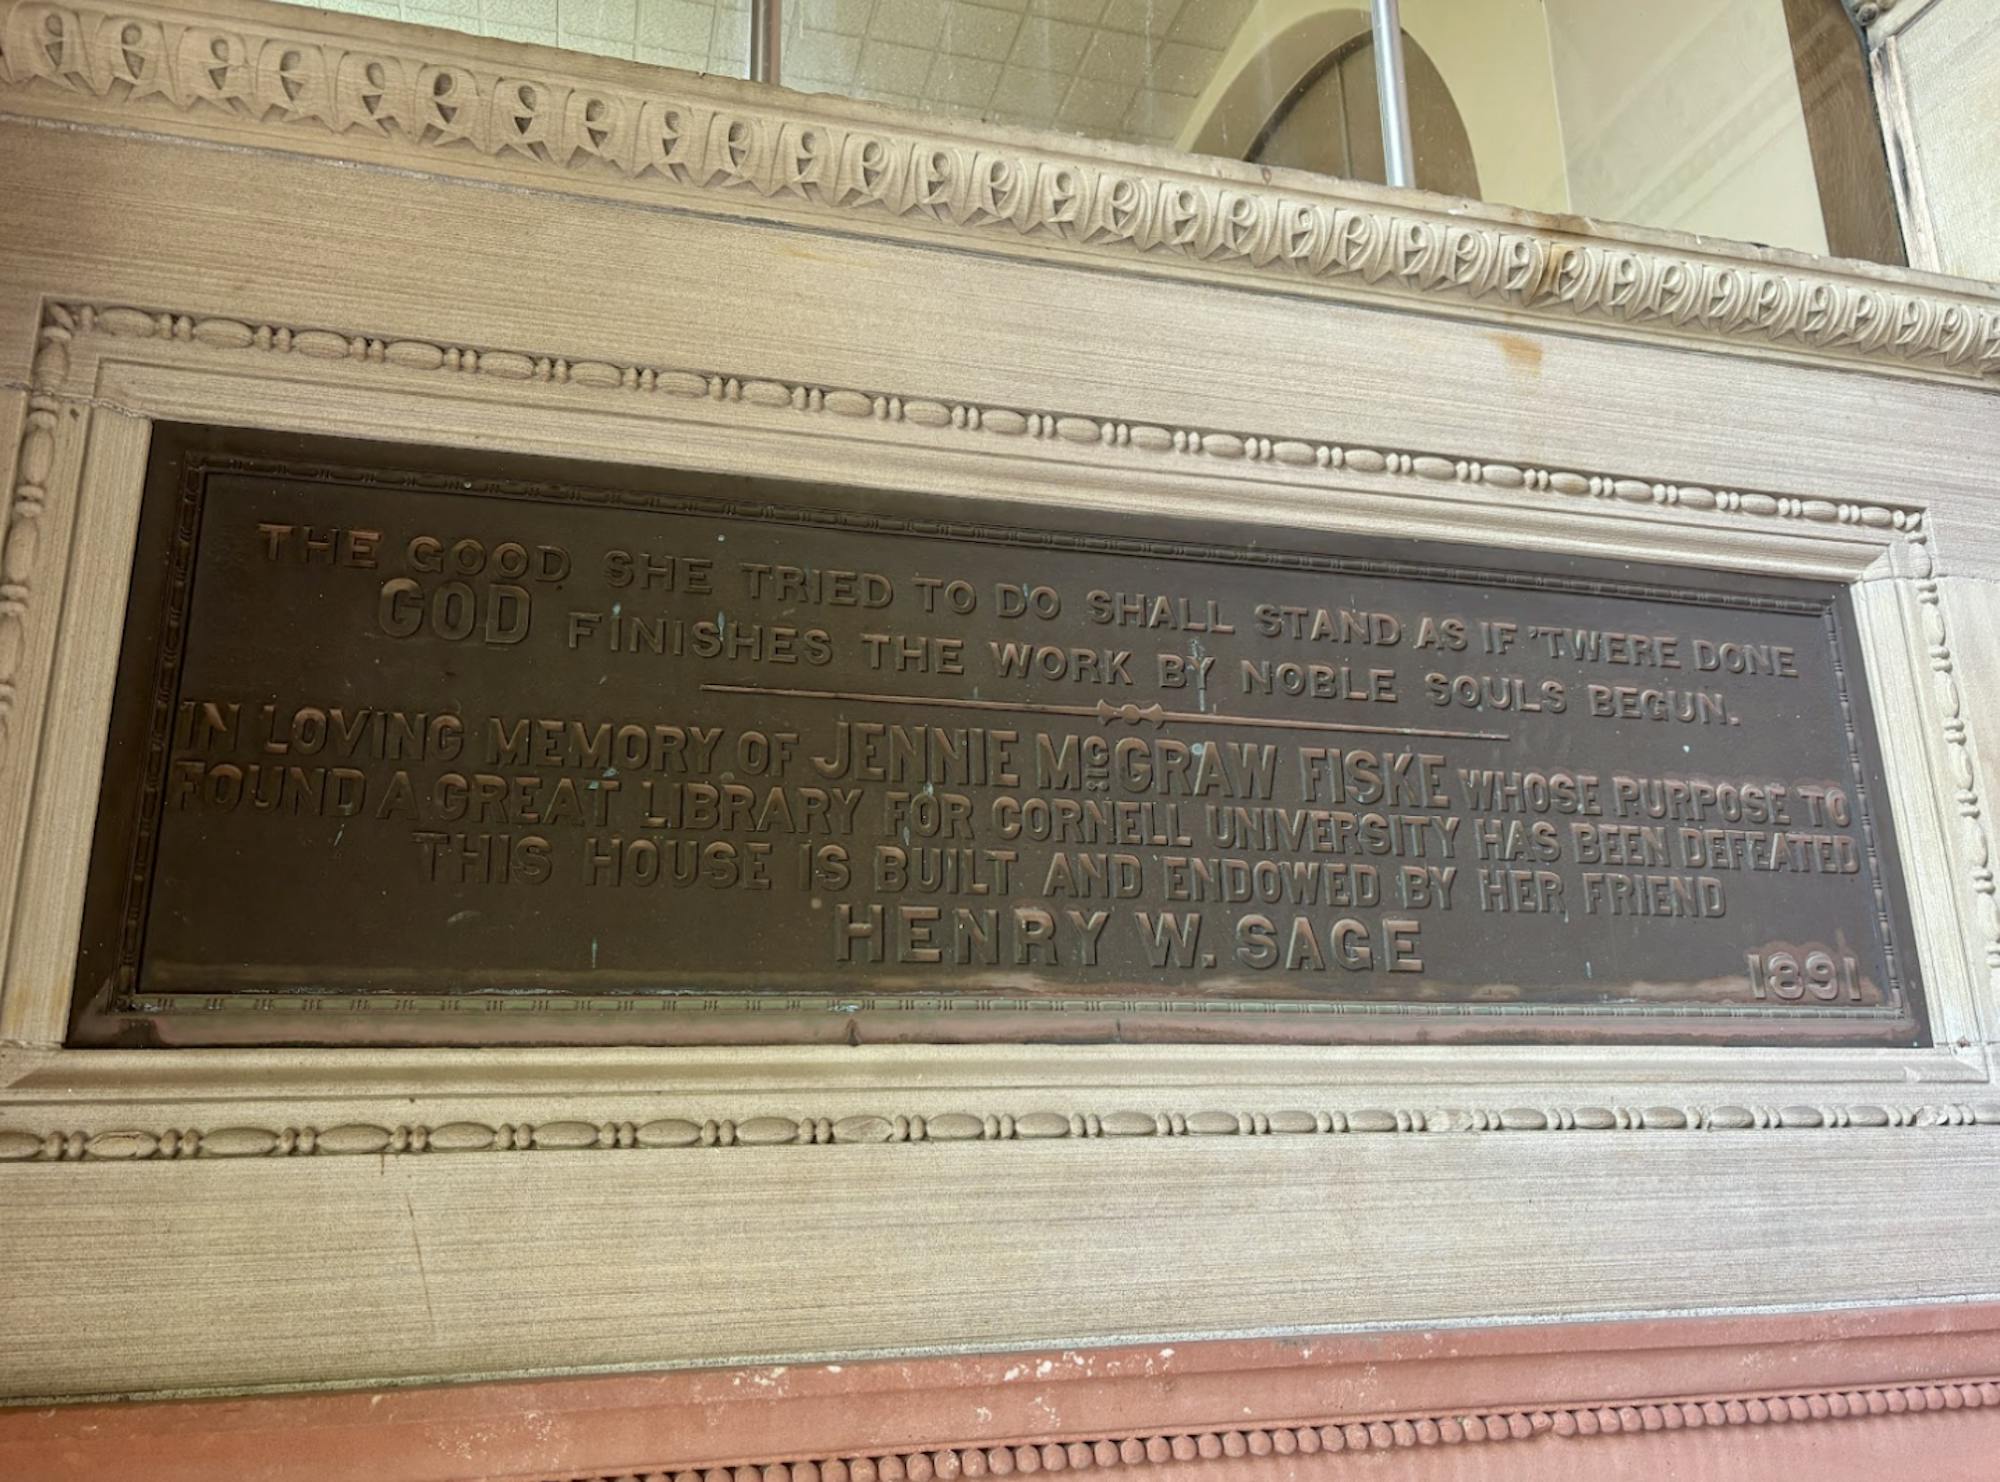 THE GOOD SHE TRIED TO DO SHALL STAND AS IF 'TWERE DONE
GOD FINISHES THE WORK BY NOBLE SOULS BEGUN.
IN LOVING MEMORY OF JENNIE McGRAW FISKE WHOSE PURPOSE TO
FOUND A GREAT LIBRARY FOR CORNELL UNIVERSITY HAS BEEN DEFEATED
THIS HOUSE IS BUILT AND ENDOWED BY HER FRIEND
HENRY W. SAGE
1891